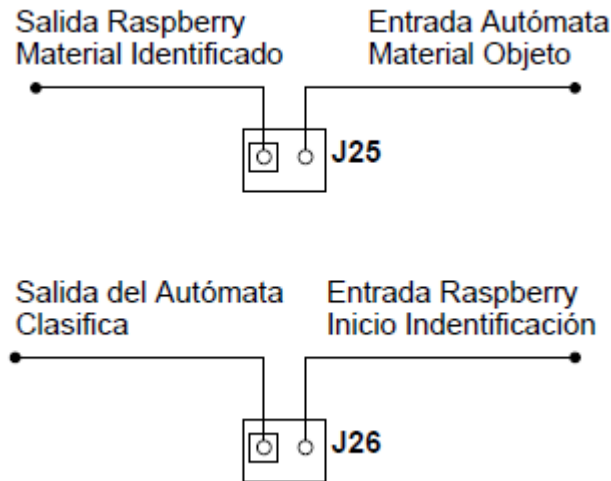 Salida Raspberry
Material Identificado
Entrada Autómata
Material Objeto
J25
Salida del Autómata
Clasifica
Entrada Raspberry
Inicio Indentificación
J26